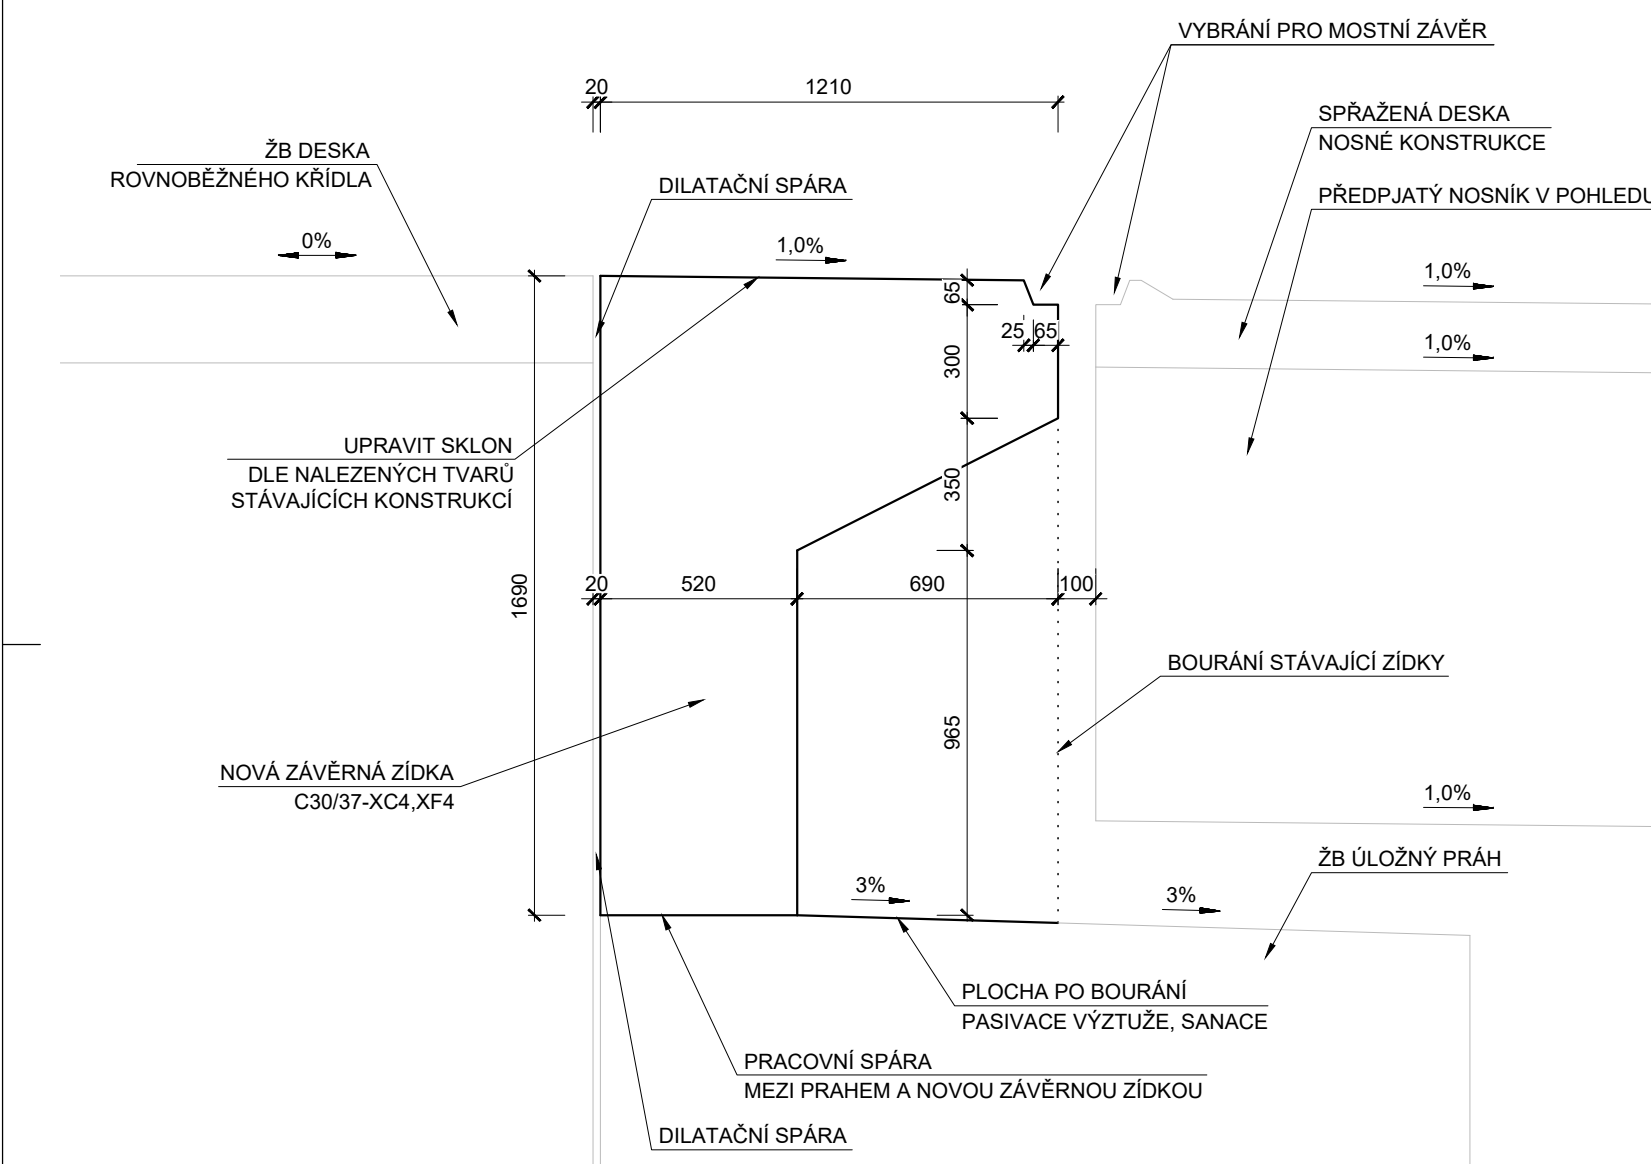 VYBRÁNÍ PRO MOSTNÍ ZÁVĚR
20
1210
SPŘAŽENÁ DESKA
NOSNÉ KONSTRUKCE
ŽB DESKA
ROVNOBĚŽNÉHO KŘÍDLA
DILATAČNÍ SPÁRA
PŘEDPJATÝ NOSNÍK V POHLEDU
0%
1,0%
1,0%
65
25
65
300
1,0%
UPRAVIT SKLON
DLE NALEZENÝCH TVARŮ
STÁVAJÍCÍCH KONSTRUKCÍ
350
1690
20
520
690
100
BOURÁNÍ STÁVAJÍCÍ ZÍDKY
965
NOVÁ ZÁVĚRNÁ ZÍDKA
C30/37-XC4,XF4
1,0%
ŽB ÚLOŽNÝ PRÁH
3%
3%
PLOCHA PO BOURÁNÍ
PASIVACE VÝZTUŽE, SANACE
PRACOVNÍ SPÁRA
MEZI PRAHEM A NOVOU ZÁVĚRNOU ZÍDKOU
DILATAČNÍ SPÁRA